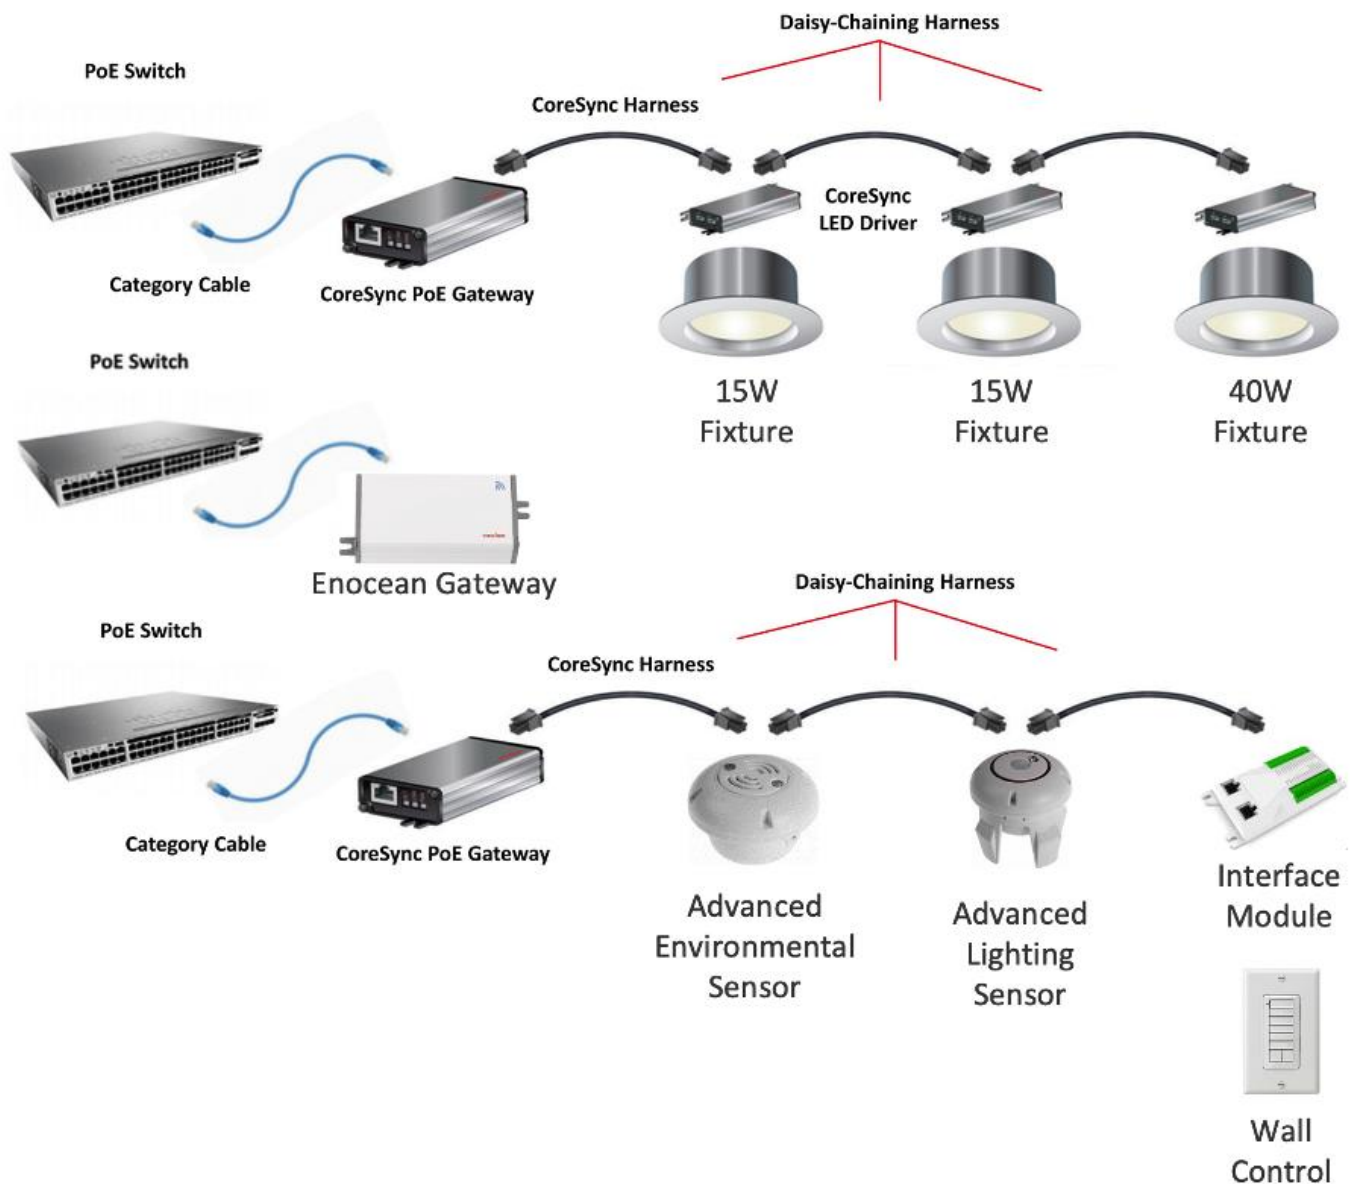 Daisy-Chaining Harness
PoE Switch
CoreSync Harness
CoreSync
LED Driver
Category Cable
CoreSync PoE Gateway
15W
Fixture
15W
Fixture
40W
Fixture
PoE Switch
Enocean Gateway
Daisy-Chaining Harness
PoE Switch
CoreSync Harness
Category Cable
CoreSync PoE Gateway
Advanced
Environmental
Sensor
Advanced
Lighting
Sensor
Interface
Module
Wall
Control